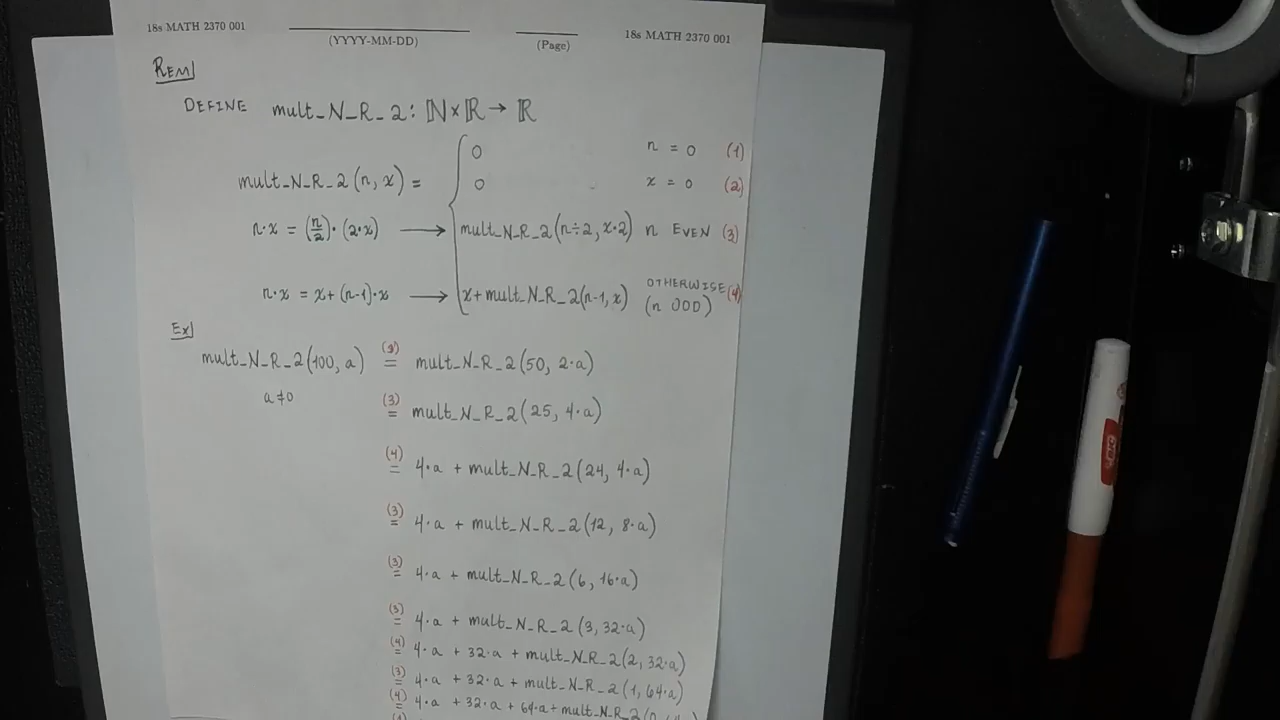 18s MATH 2370 001 (YYYY-MM-DD) (Page) 18s MATH 2370 001
REM
DEFINE mult_N_R_2: ℕ×ℝ → ℝ
0 n = 0 (1)
mult_N_R_2(n, x) = 0 x = 0 (2)
n·x = (n/2)·(2·x) → mult_N_R_2(n÷2, x·2) n EVEN (3)
n·x = x+(n-1)·x → x+mult_N_R_2(n-1, x) OTHERWISE (4)
(n ODD)
Ex
mult_N_R_2(100, a) (3) = mult_N_R_2(50, 2·a)
a≠0 (3) = mult_N_R_2(25, 4·a)
(4) = 4·a + mult_N_R_2(24, 4·a)
(3) = 4·a + mult_N_R_2(12, 8·a)
(3) = 4·a + mult_N_R_2(6, 16·a)
(3) = 4·a + mult_N_R_2(3, 32·a)
(4) = 4·a + 32·a + mult_N_R_2(2, 32·a)
(3) = 4·a + 32·a + mult_N_R_2(1, 64·a)
(4) = 4·a + 32·a + 64·a + mult_N_R_2(
BIC